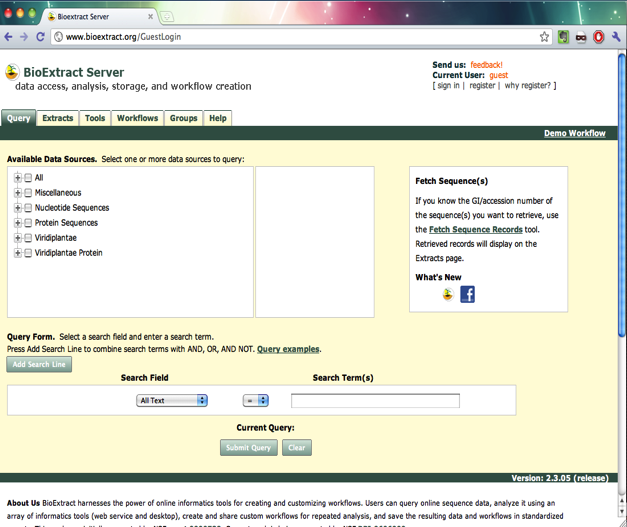 BioExtract Server
www.bioextract.org/GuestLogin
BioExtract Server
data access, analysis, storage, and workflow creation
Send us: feedback!
Current User: guest
[ sign in | register | why register? ]
Query Extracts Tools Workflows Groups Help
Demo Workflow
Available Data Sources. Select one or more data sources to query:
All
Miscellaneous
Nucleotide Sequences
Protein Sequences
Viridiplantae
Viridiplantae Protein
Fetch Sequence(s)
If you know the GI/accession number of
the sequence(s) you want to retrieve, use
the Fetch Sequence Records tool.
Retrieved records will display on the
Extracts page.
What's New
Query Form. Select a search field and enter a search term.
Press Add Search Line to combine search terms with AND, OR, AND NOT. Query examples.
Add Search Line
Search Field Search Term(s)
All Text =
Current Query:
Submit Query Clear
Version: 2.3.05 (release)
About Us BioExtract harnesses the power of online informatics tools for creating and customizing workflows. Users can query online sequence data, analyze it using an
array of informatics tools (web service and desktop), create and share custom workflows for repeated analysis, and save the resulting data and workflows in standardized